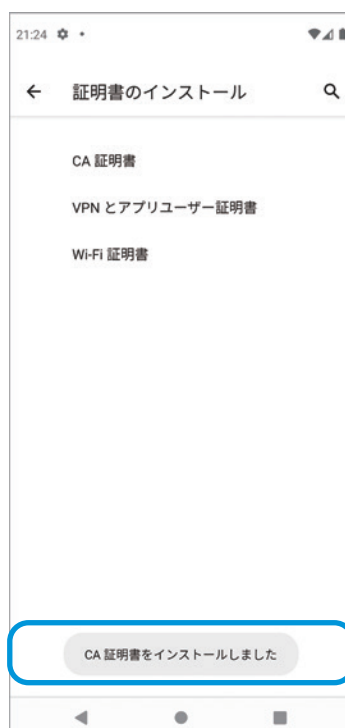 21:24
証明書のインストール
CA 証明書
VPN とアプリユーザー証明書
Wi-Fi 証明書
CA 証明書をインストールしました